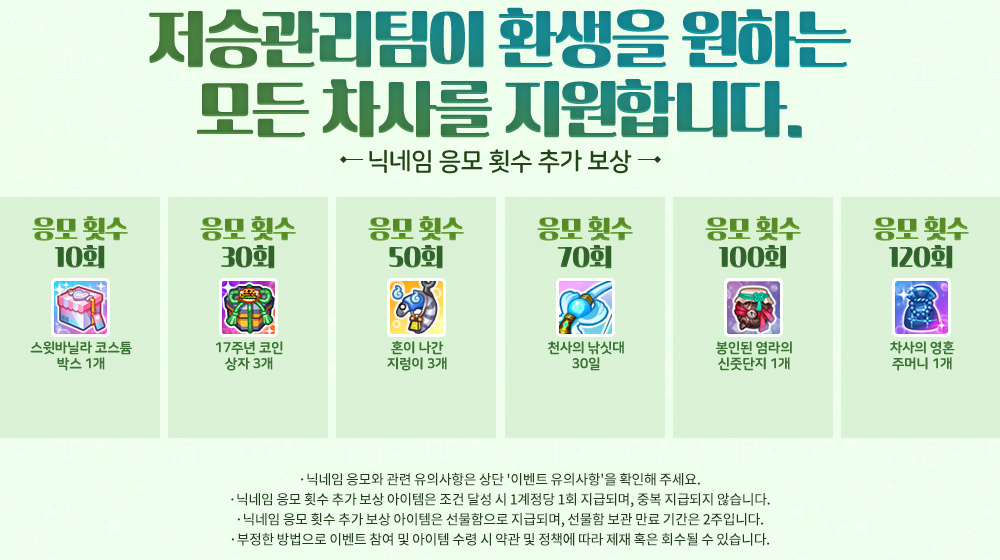 저승관리팀이 환생을 원하는
모든 차사를 지원합니다.
닉네임 응모 횟수 추가 보상
응모 횟수
10회
스윗바닐라 코스튬
박스 1개
응모 횟수
30회
17주년 코인
상자 3개
응모 횟수
50회
혼이 나간
지렁이 3개
응모 횟수
70회
천사의 낚싯대
30일
응모 횟수
100회
봉인된 염라의
신줏단지 1개
응모 횟수
120회
차사의 영혼
주머니 1개
· 닉네임 응모와 관련 유의사항은 상단 '이벤트 유의사항'을 확인해 주세요.
· 닉네임 응모 횟수 추가 보상 아이템은 조건 달성 시 1계정당 1회 지급되며, 중복 지급되지 않습니다.
· 닉네임 응모 횟수 추가 보상 아이템은 선물함으로 지급되며, 선물함 보관 만료 기간은 2주입니다.
· 부정한 방법으로 이벤트 참여 및 아이템 수령 시 약관 및 정책에 따라 제재 혹은 회수될 수 있습니다.